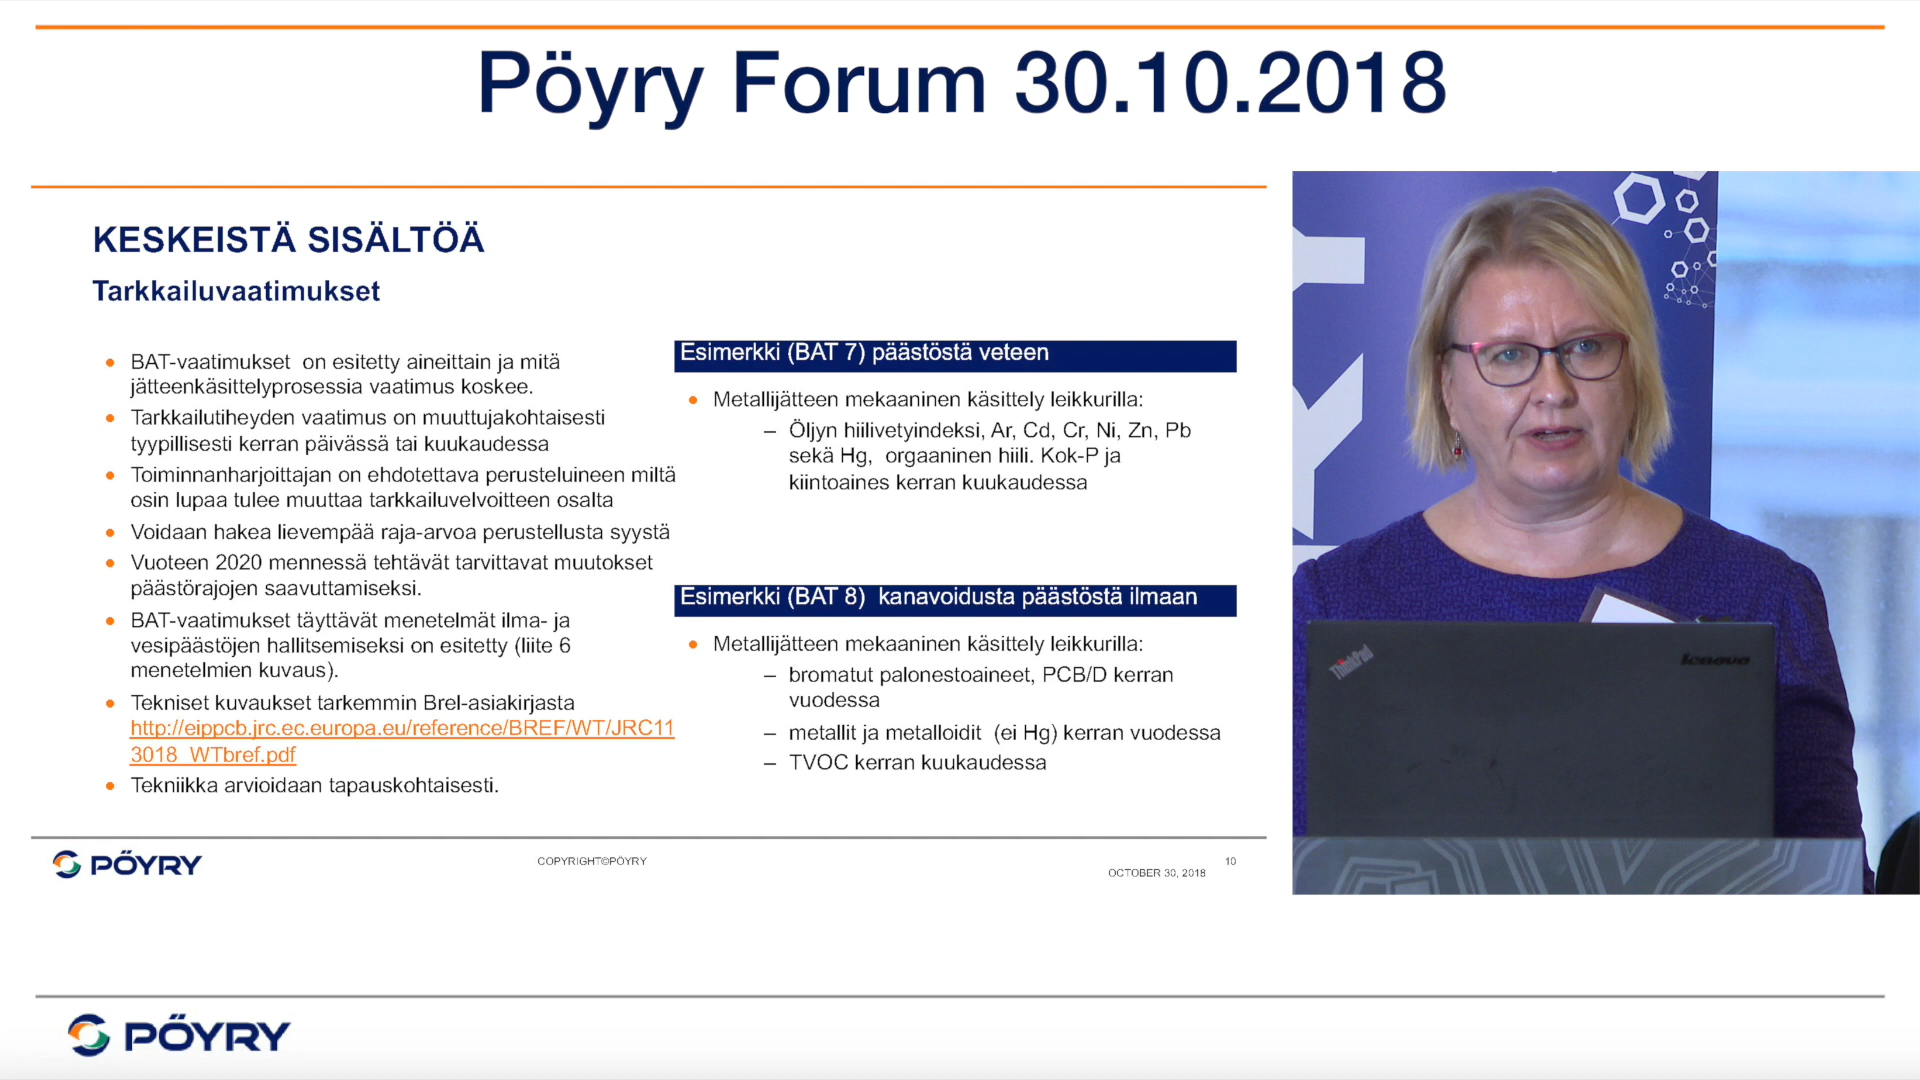 Pöyry Forum 30.10.2018
KESKEISTÄ SISÄLTÖÄ
Tarkkailuvaatimukset
BAT-vaatimukset on esitetty aineittain ja mitä
jätteenkäsittelyprosessia vaatimus koskee.
Tarkkailutiheyden vaatimus on muuttujakohtaisesti
tyypillisesti kerran päivässä tai kuukaudessa
Toiminnanharjoittajan on ehdotettava perusteluineen miltä
osin lupaa tulee muuttaa tarkkailuvelvoitteen osalta
Voidaan hakea lievempää raja-arvoa perustellusta syystä
Vuoteen 2020 mennessä tehtävät tarvittavat muutokset
päästörajojen saavuttamiseksi.
BAT-vaatimukset täyttävät menetelmät ilma- ja
vesipäästöjen hallitsemiseksi on esitetty (liite 6
menetelmien kuvaus).
Tekniset kuvaukset tarkemmin Brel-asiakirjasta
http://eippcb.jrc.ec.europa.eu/reference/BREF/WT/JRC11
3018_WTbref.pdf
Tekniikka arvioidaan tapauskohtaisesti.
Esimerkki (BAT 7) päästöstä veteen
Metallijätteen mekaaninen käsittely leikkurilla:
– Öljyn hiilivetyindeksi, Ar, Cd, Cr, Ni, Zn, Pb
sekä Hg, orgaaninen hiili. Kok-P ja
kiintoaines kerran kuukaudessa
Esimerkki (BAT 8) kanavoidusta päästöstä ilmaan
Metallijätteen mekaaninen käsittely leikkurilla:
– bromatut palonestoaineet, PCB/D kerran
vuodessa
– metallit ja metalloidit (ei Hg) kerran vuodessa
– TVOC kerran kuukaudessa
PÖYRY
COPYRIGHT©PÖYRY
10
OCTOBER 30, 2018
ThinkPad
lenovo
PÖYRY